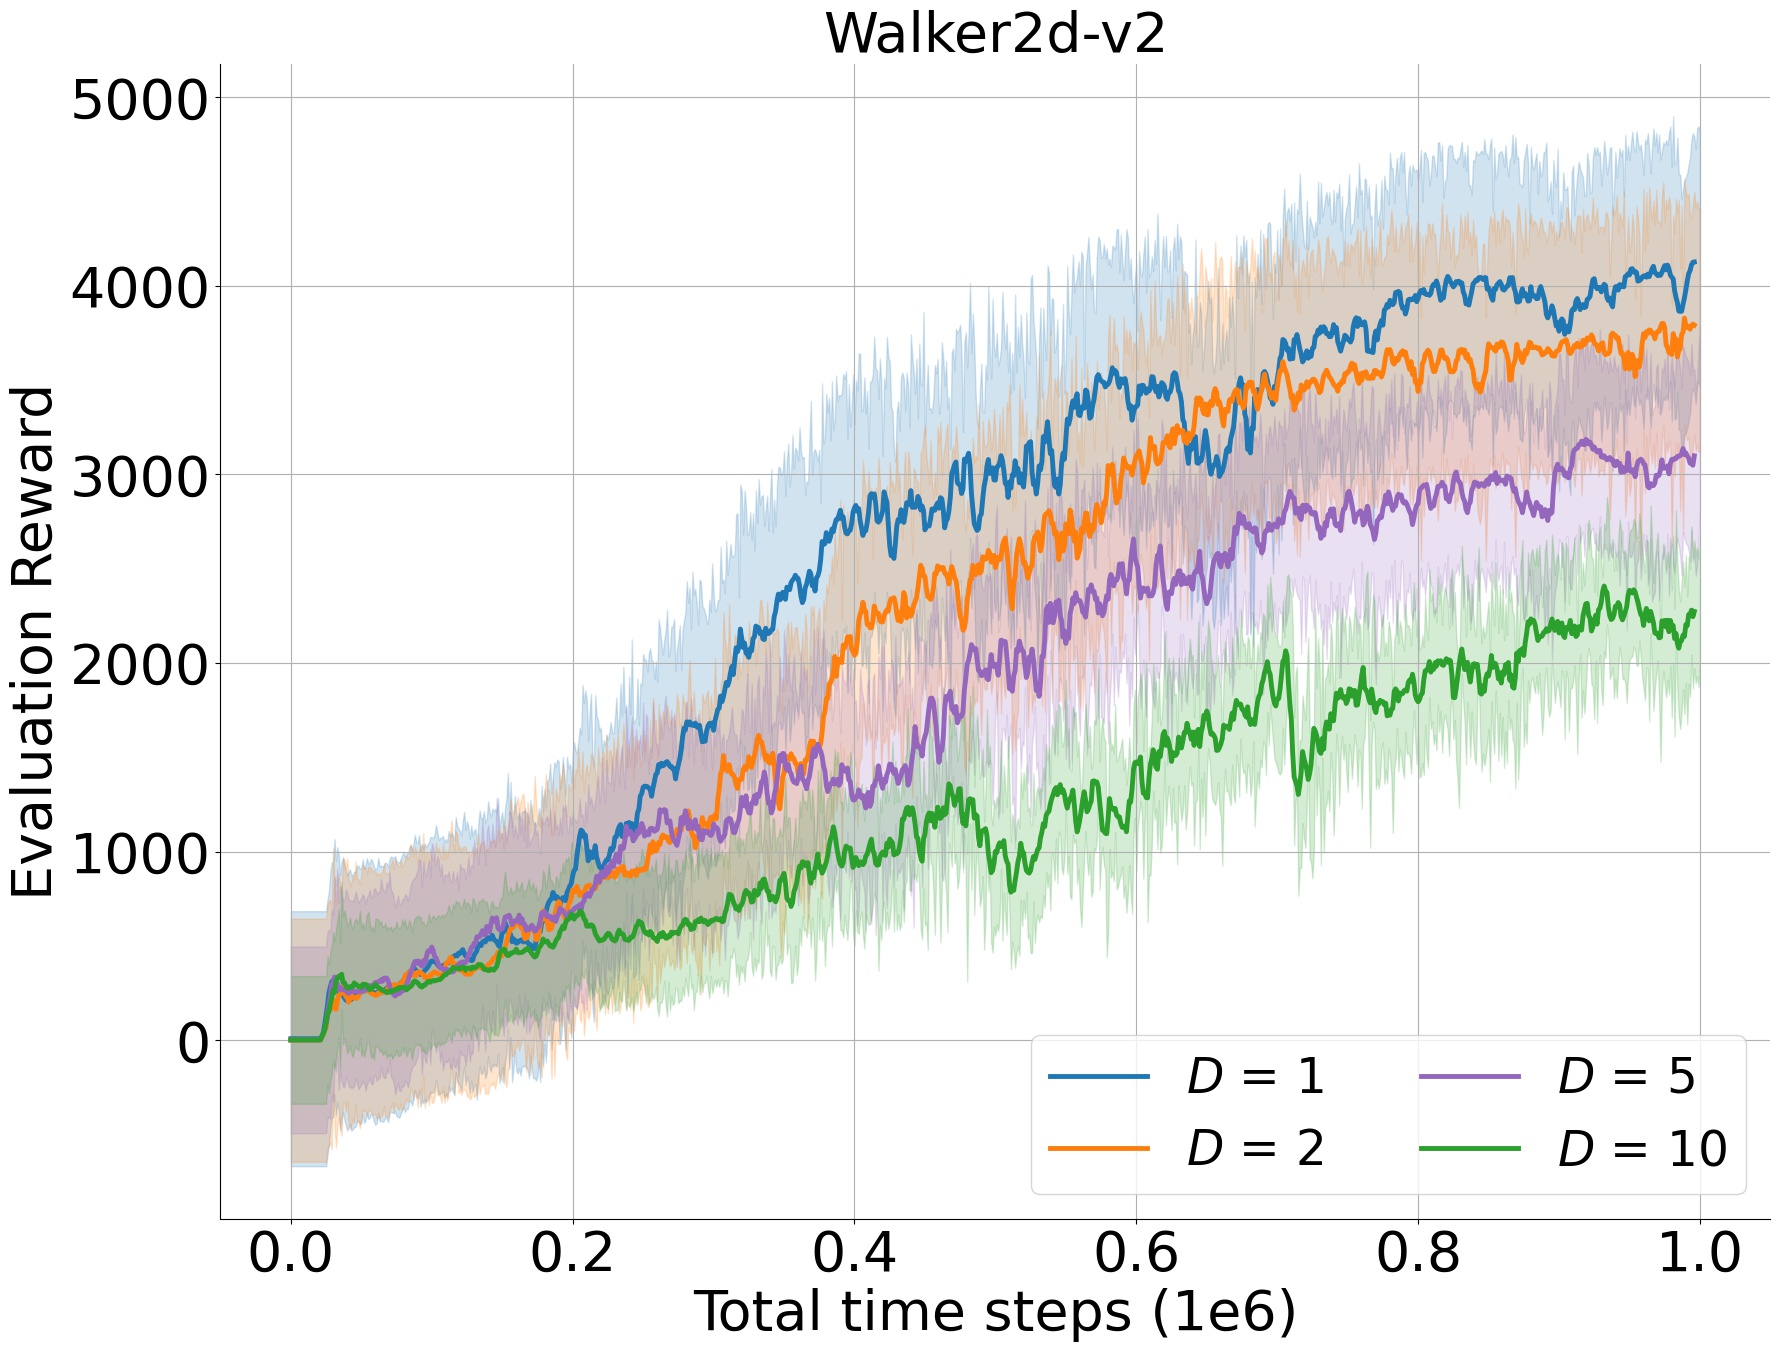 Walker2d-v2
5000
4000
3000
2000
1000
0
Evaluation Reward
0.0 0.2 0.4 0.6 0.8 1.0
Total time steps (1e6)
D = 1 D = 5
D = 2 D = 10